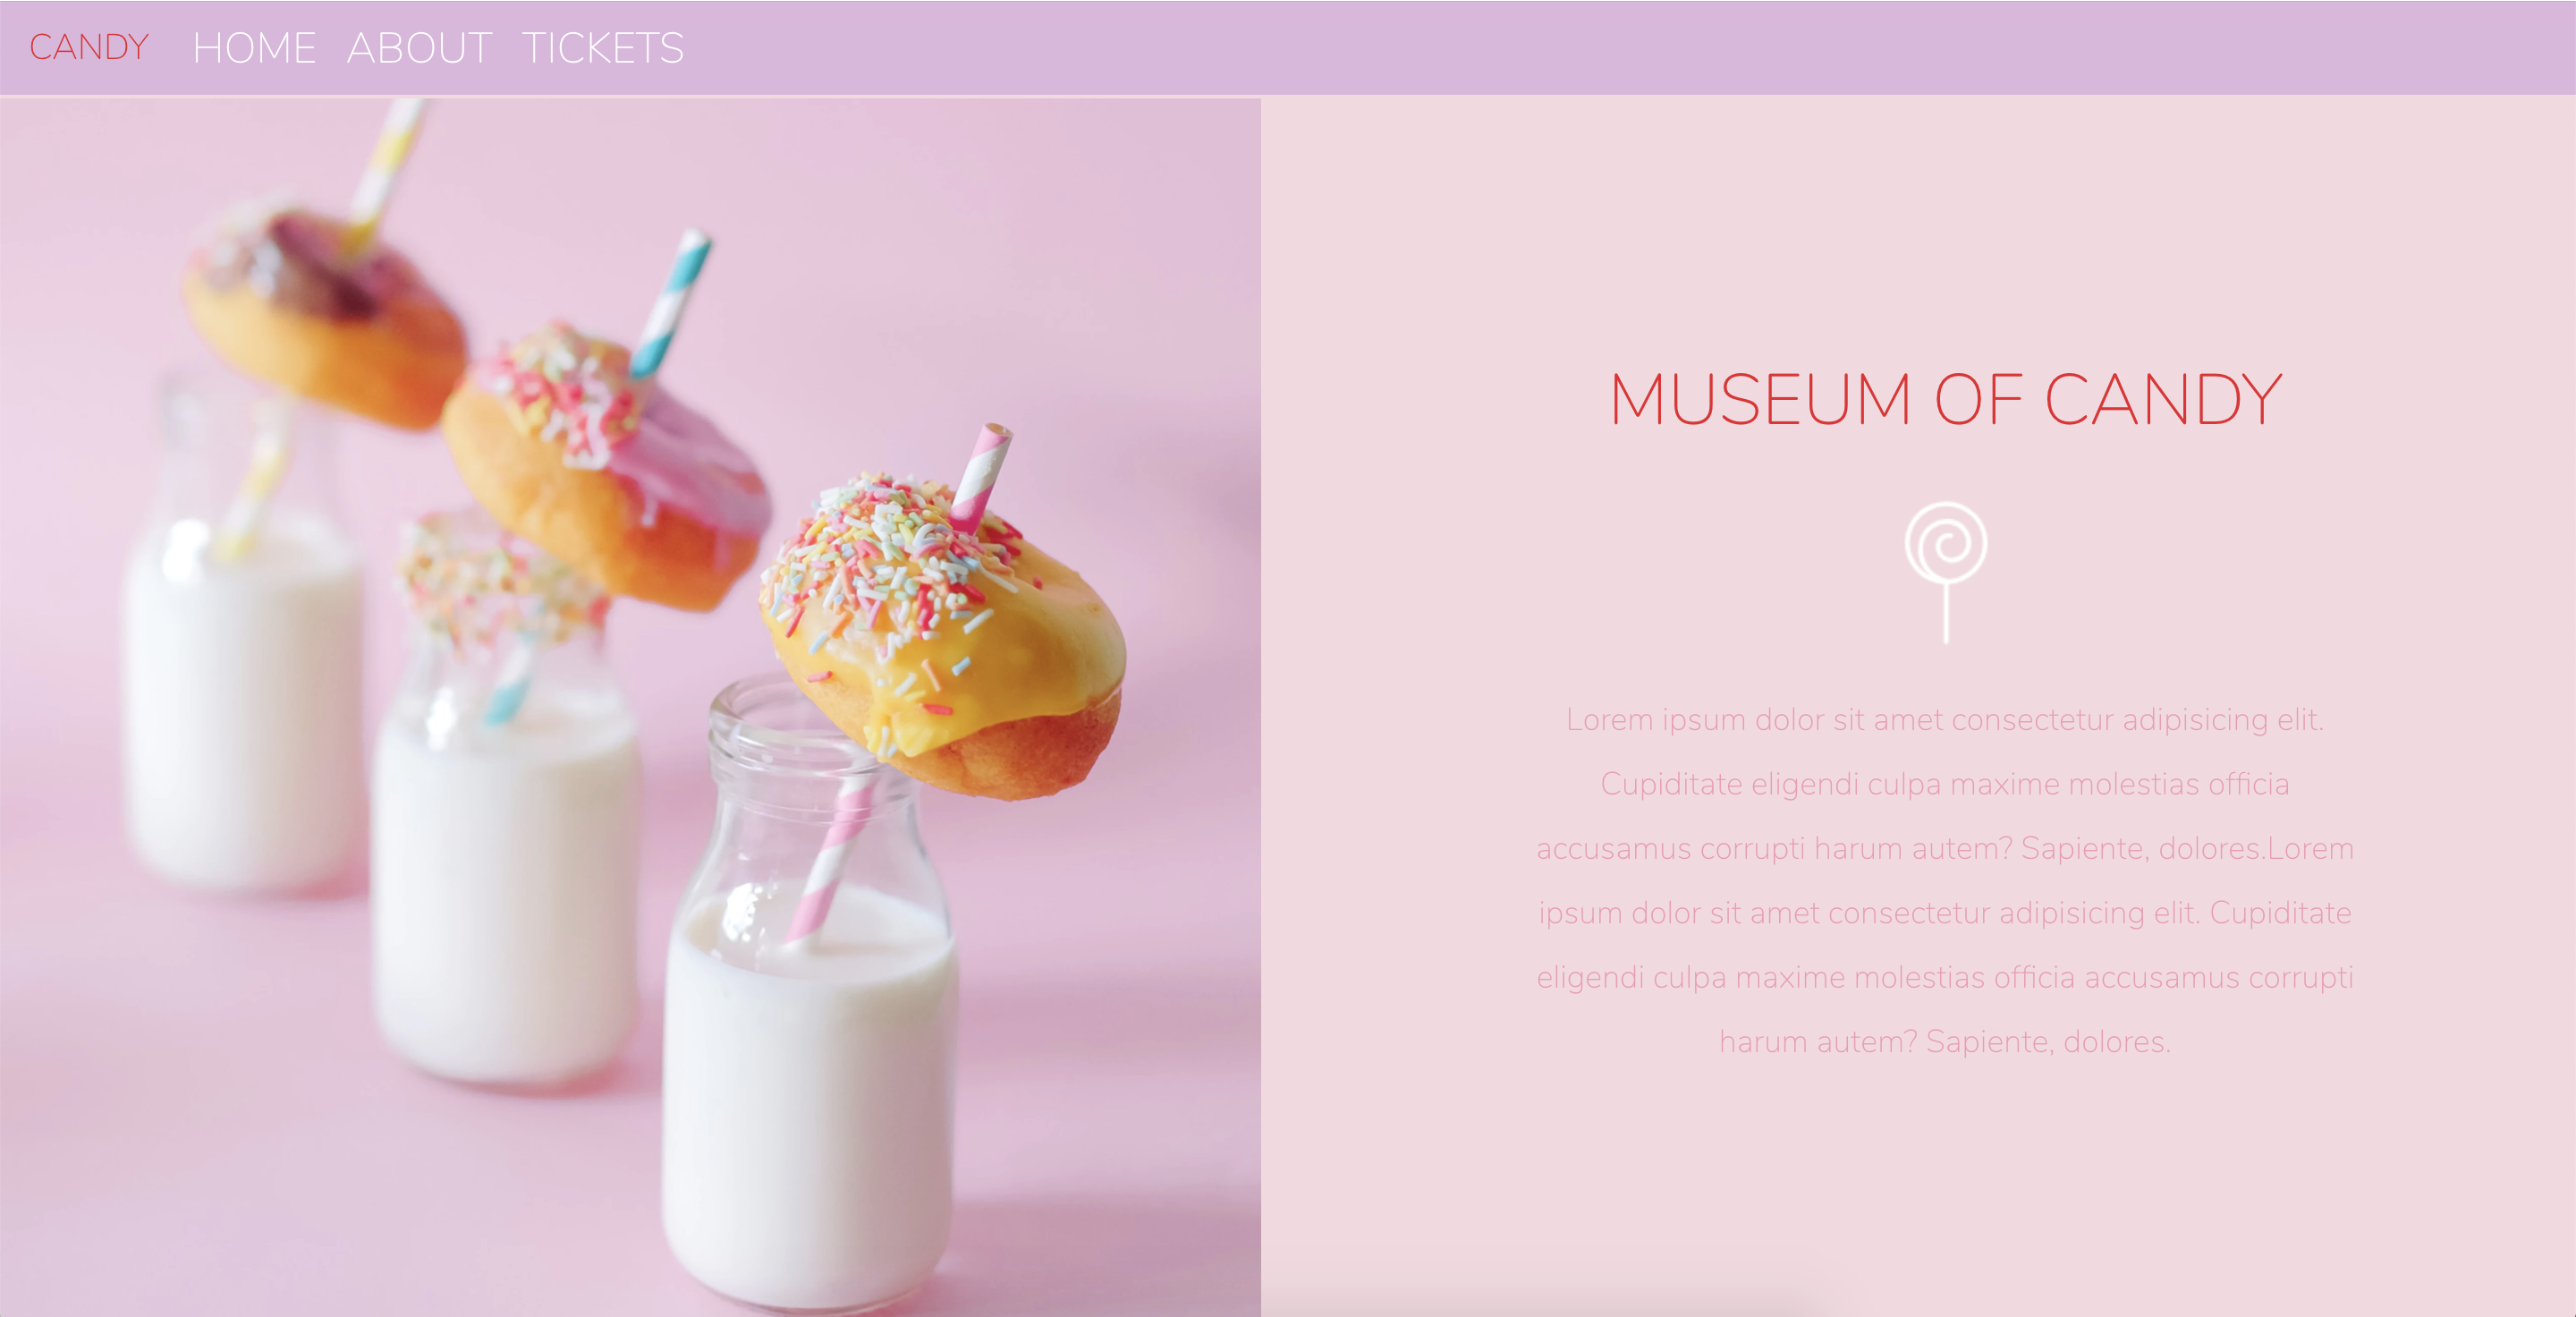 CANDY HOME ABOUT TICKETS
MUSEUM OF CANDY
Lorem ipsum dolor sit amet consectetur adipisicing elit.
Cupiditate eligendi culpa maxime molestias officia
accusamus corrupti harum autem? Sapiente, dolores.Lorem
ipsum dolor sit amet consectetur adipisicing elit. Cupiditate
eligendi culpa maxime molestias officia accusamus corrupti
harum autem? Sapiente, dolores.